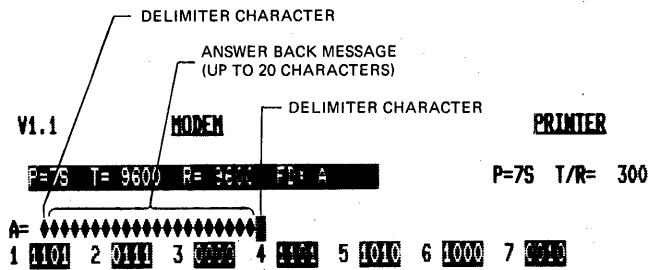 DELIMITER CHARACTER
ANSWER BACK MESSAGE
(UP TO 20 CHARACTERS)
DELIMITER CHARACTER
V1.1 MODEM PRINTER
P=7S T= 9600 R= 9600 FD: A P=7S T/R= 300
A= ♦♦♦♦♦♦♦♦♦♦♦♦♦♦♦♦♦♦♦♦
1 1101 2 0111 3 0000 4 1101 5 1010 6 1000 7 0010